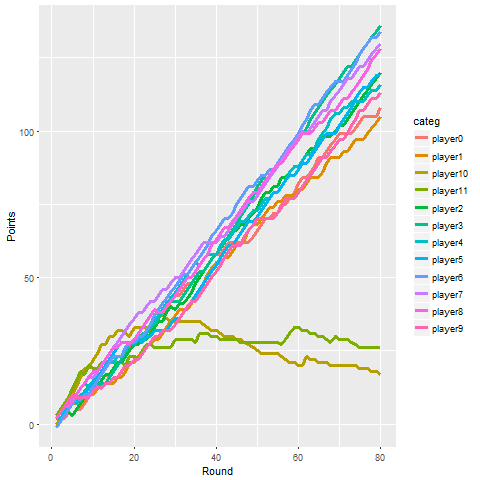 100
50
0
0
20
40
60
80
Round
Points
categ
player0
player1
player10
player11
player2
player3
player4
player5
player6
player7
player8
player9